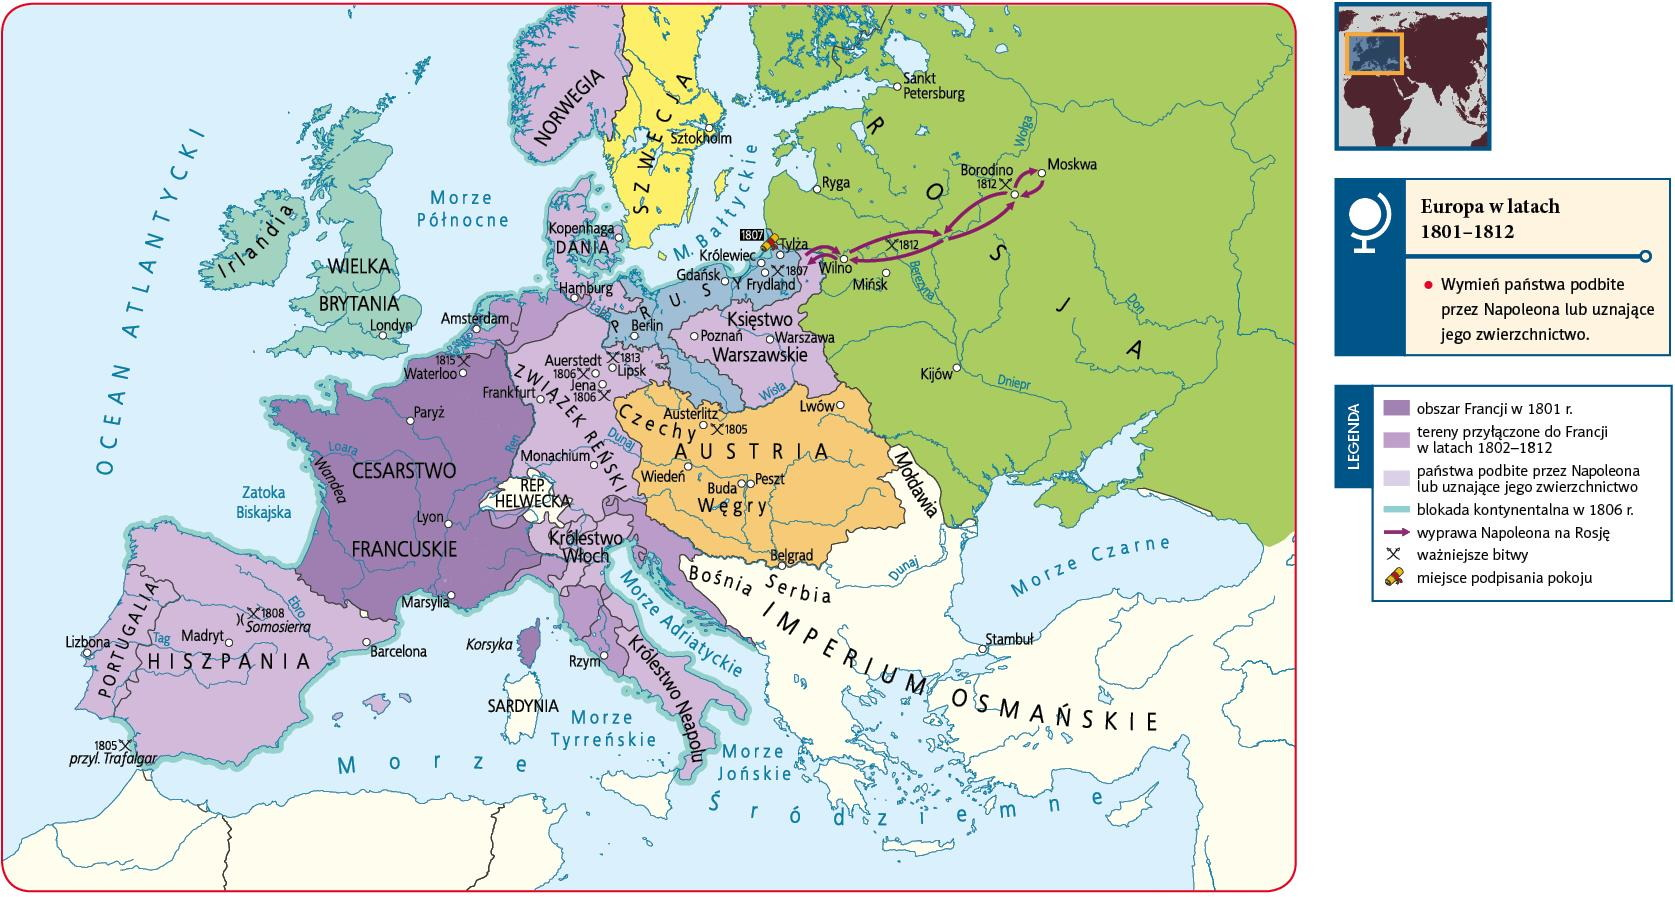 OCEAN ATLANTYCKI
NORWEGIA
SZWECJA
Sztokholm
Sankt
Petersburg
R O S J A
Wołga
Morze
Północne
Irlandia
WIELKA
BRYTANIA
Londyn
Kopenhaga
DANIA
M. Bałtyckie
Ryga
Borodino
1812
Moskwa
1807
Tylża
Królewiec
1807
Frydland
Gdańsk
PRUSY
Wilno
1812
Mińsk
Berezyna
Don
Hamburg
Łaba
Amsterdam
Berlin
Księstwo
Warszawskie
Poznań
Warszawa
1815
Waterloo
Auerstedt
1806
1813
Lipsk
Jena
1806
Frankfurt
ZWIĄZEK REŃSKI
Wisła
Kijów
Dniepr
Lwów
Paryż
Austerlitz
1805
Czechy
AUSTRIA
Loara
Ren
Dunaj
Wandea
CESARSTWO
FRANCUSKIE
Monachium
Wiedeń
Buda
Peszt
Węgry
Mołdawia
REP.
HELWECKA
Zatoka
Biskajska
Lyon
Królestwo
Włoch
Belgrad
Bośnia
Serbia
Dunaj
Morze Czarne
Marsylia
Morze Adriatyckie
IMPERIUM OSMAŃSKIE
Stambuł
PORTUGALIA
Lizbona
Tag
Madryt
1808
Somosierra
Ebro
HISZPANIA
Barcelona
Korsyka
Rzym
Królestwo Neapolu
SARDYNIA
Morze
Tyrreńskie
Morze
Jońskie
1805
przyl. Trafalgar
Morze Śródziemne
Europa w latach
1801–1812
Wymień państwa podbite
przez Napoleona lub uznające
jego zwierzchnictwo.
LEGENDA
obszar Francji w 1801 r.
tereny przyłączone do Francji
w latach 1802–1812
państwa podbite przez Napoleona
lub uznające jego zwierzchnictwo
blokada kontynentalna w 1806 r.
wyprawa Napoleona na Rosję
ważniejsze bitwy
miejsce podpisania pokoju